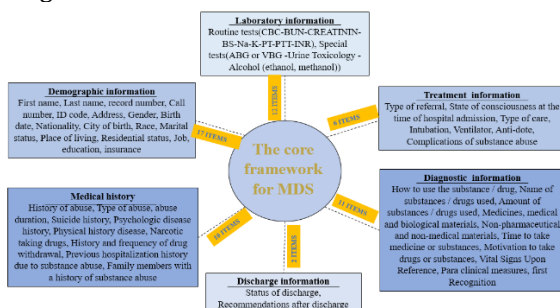 Laboratory information
Routine tests(CBC-BUN-CREATININ-
BS-Na-K-PT-PTT-INR), Special
tests(ABG or VBG -Urine Toxocology -
Alcohol (ethanol, methanol))
Demographic information
First name, Last name, record number, Call
number, ID code, Address, Gender, Birth
date, Nationality, City of birth, Race, Marital
status, Place of living, Residential status, Job,
education, insurance
Treatment information
Type of referral, State of consciousness at the
time of hospital admission, Type of care,
Intubation, Ventilator, Anti-dote,
Complications of substance abuse
12 ITEMS
17 ITEMS
6 ITEMS
The core
framework
for MDS
Medical history
History of abuse, Type of abuse, abuse
duration, Suicide history, Psychologic disease
history, Physical history disease, Narcotic
taking drugs, History and frequency of drug
withdrawal, Previous hospitalization history
due to substance abuse, Family members with
a history of substance abuse
ITEMS
2 ITEMS
ITEMS
Diagnostic information
How to use the substance / drug, Name of
substances / drugs used, Amount of
substances / drugs used, Medicines, medical
and biological materials, Non-pharmaceutical
and non-medical materials, Time to
take medicine or substances, Motivation to
take drugs or substances, Vital Signs Upon
Reference, Para clinical measures, first
Recognition
Discharge information
Status of discharge,
Recommendations after discharge